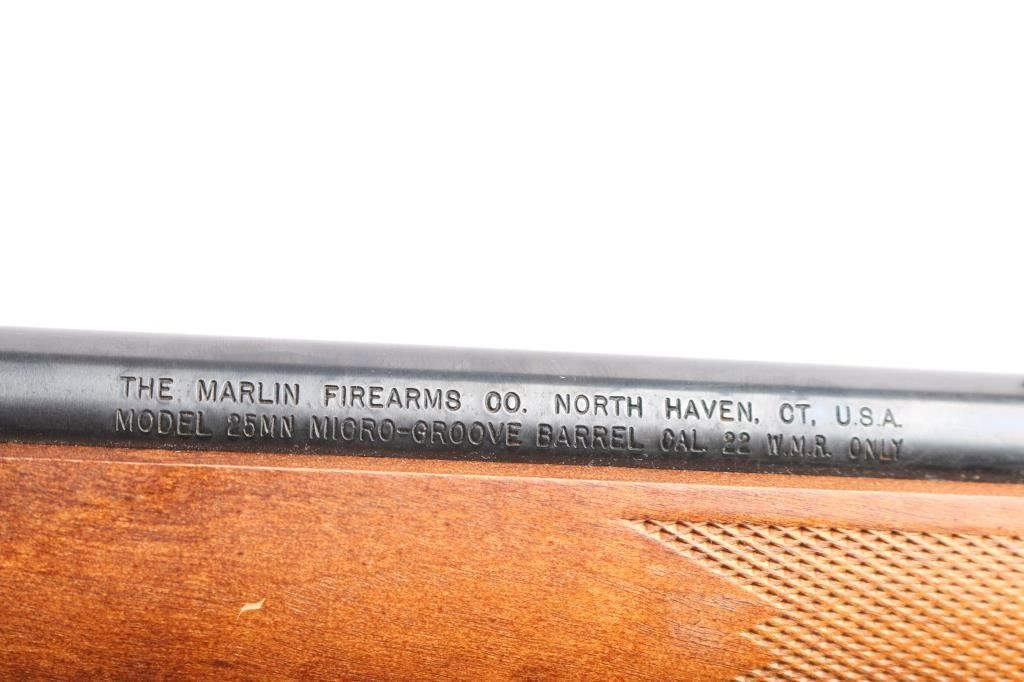 THE MARLIN FIREARMS CO. NORTH HAVEN, CT, U.S.A.
MODEL 25MN MICRO-GROOVE BARREL CAL. 22 W.M.R. ONLY